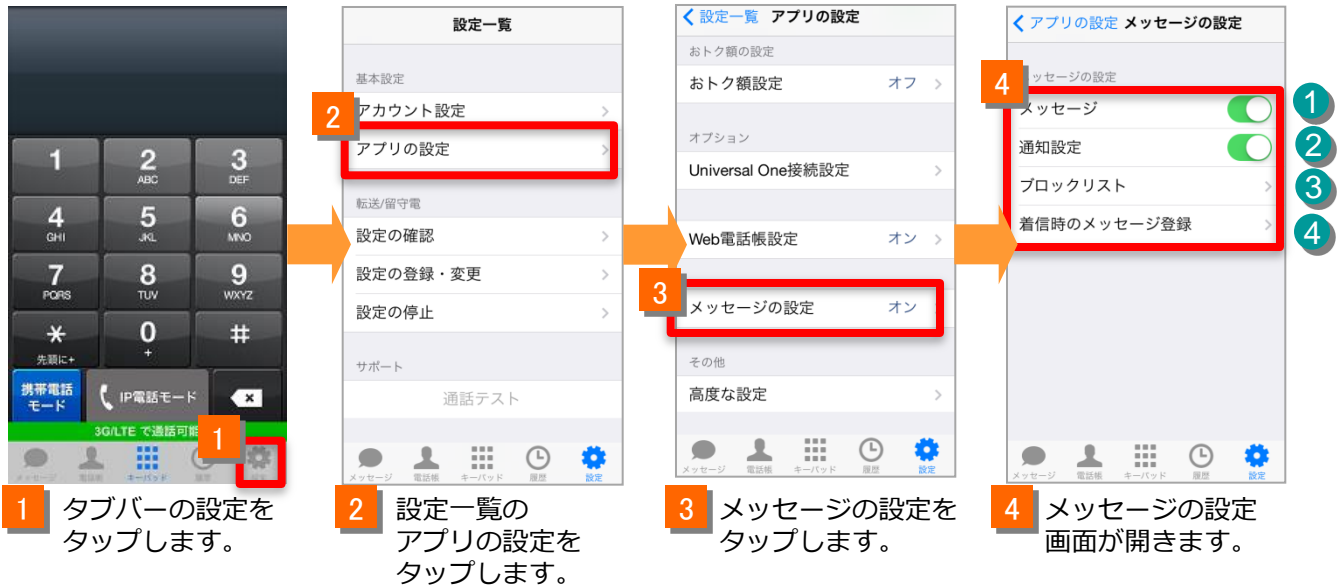 1
2
ABC
3
DEF
4
GHI
5
JKL
6
MNO
7
PQRS
8
TUV
9
WXYZ
*
先頭に+
0
+
#
携帯電話
モード
IP電話モード
3G/LTE で通話可能
1
メッセージ
電話帳
キーパッド
履歴
設定
1
タブバーの設定を
タップします。
設定一覧
基本設定
2
アカウント設定
アプリの設定
転送/留守電
設定の確認
設定の登録・変更
設定の停止
サポート
通話テスト
メッセージ
電話帳
キーパッド
履歴
設定
2
設定一覧の
アプリの設定を
タップします。
設定一覧 アプリの設定
おトク額の設定
おトク額設定 オフ
オプション
Universal One接続設定
Web電話帳設定 オン
3
メッセージの設定 オン
その他
高度な設定
メッセージ
電話帳
キーパッド
履歴
設定
3
メッセージの設定を
タップします。
アプリの設定 メッセージの設定
4
メッセージの設定
メッセージ
1
通知設定
2
ブロックリスト
3
着信時のメッセージ登録
4
メッセージ
電話帳
キーパッド
履歴
設定
4
メッセージの設定
画面が開きます。